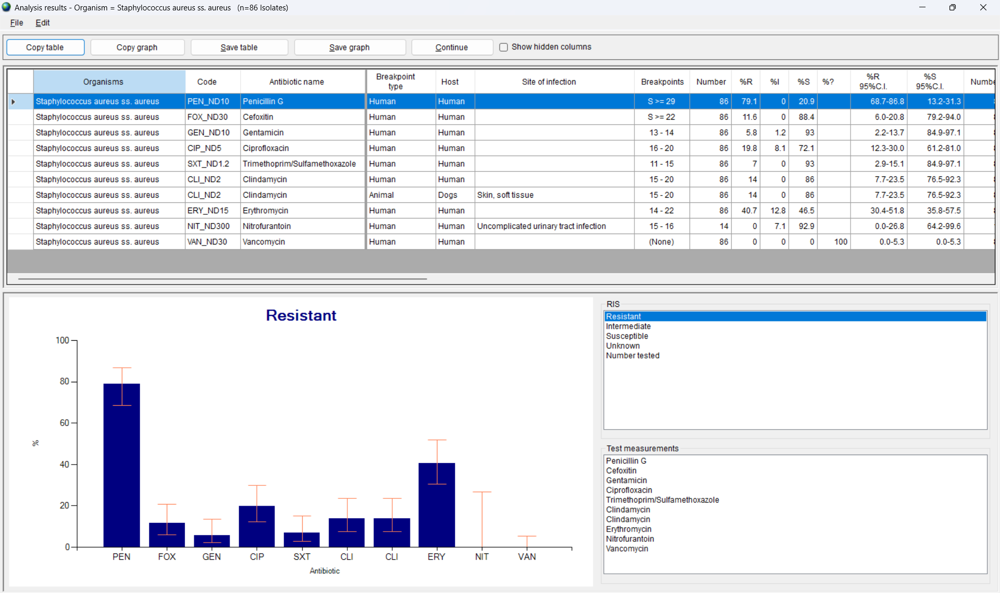 Analysis results - Organism = Staphylococcus aureus ss. aureus (n=86 Isolates)
File Edit
Copy table Copy graph Save table Save graph Continue Show hidden columns
Organisms Code Antibiotic name Breakpoint type Host Site of infection Breakpoints Number %R %I %S %? %R 95%C.I. %S 95%C.I.
Staphylococcus aureus ss. aureus PEN_ND10 Penicillin G Human Human S >= 29 86 79.1 0 20.9 68.7-86.8 13.2-31.3
Staphylococcus aureus ss. aureus FOX_ND30 Cefoxitin Human Human S >= 22 86 11.6 0 88.4 6.0-20.8 79.2-94.0
Staphylococcus aureus ss. aureus GEN_ND10 Gentamicin Human Human 13 - 14 86 5.8 1.2 93 2.2-13.7 84.9-97.1
Staphylococcus aureus ss. aureus CIP_ND5 Ciprofloxacin Human Human 16 - 20 86 19.8 8.1 72.1 12.3-30.0 61.2-81.0
Staphylococcus aureus ss. aureus SXT_ND1.2 Trimethoprim/Sulfamethoxazole Human Human 11 - 15 86 7 0 93 2.9-15.1 84.9-97.1
Staphylococcus aureus ss. aureus CLI_ND2 Clindamycin Human Human 15 - 20 86 14 0 86 7.7-23.5 76.5-92.3
Staphylococcus aureus ss. aureus CLI_ND2 Clindamycin Animal Dogs Skin, soft tissue 15 - 20 86 14 0 86 7.7-23.5 76.5-92.3
Staphylococcus aureus ss. aureus ERY_ND15 Erythromycin Human Human 14 - 22 86 40.7 12.8 46.5 30.4-51.8 35.8-57.5
Staphylococcus aureus ss. aureus NIT_ND300 Nitrofurantoin Human Human Uncomplicated urinary tract infection 15 - 16 14 0 7.1 92.9 0.0-26.8 64.2-99.6
Staphylococcus aureus ss. aureus VAN_ND30 Vancomycin Human Human (None) 86 0 0 0 100 0.0-5.3 0.0-5.3
Resistant
100
80
60
%
40
20
0
PEN FOX GEN CIP SXT CLI CLI ERY NIT VAN
Antibiotic
RIS
Resistant
Intermediate
Susceptible
Unknown
Number tested
Test measurements
Penicillin G
Cefoxitin
Gentamicin
Ciprofloxacin
Trimethoprim/Sulfamethoxazole
Clindamycin
Clindamycin
Erythromycin
Nitrofurantoin
Vancomycin